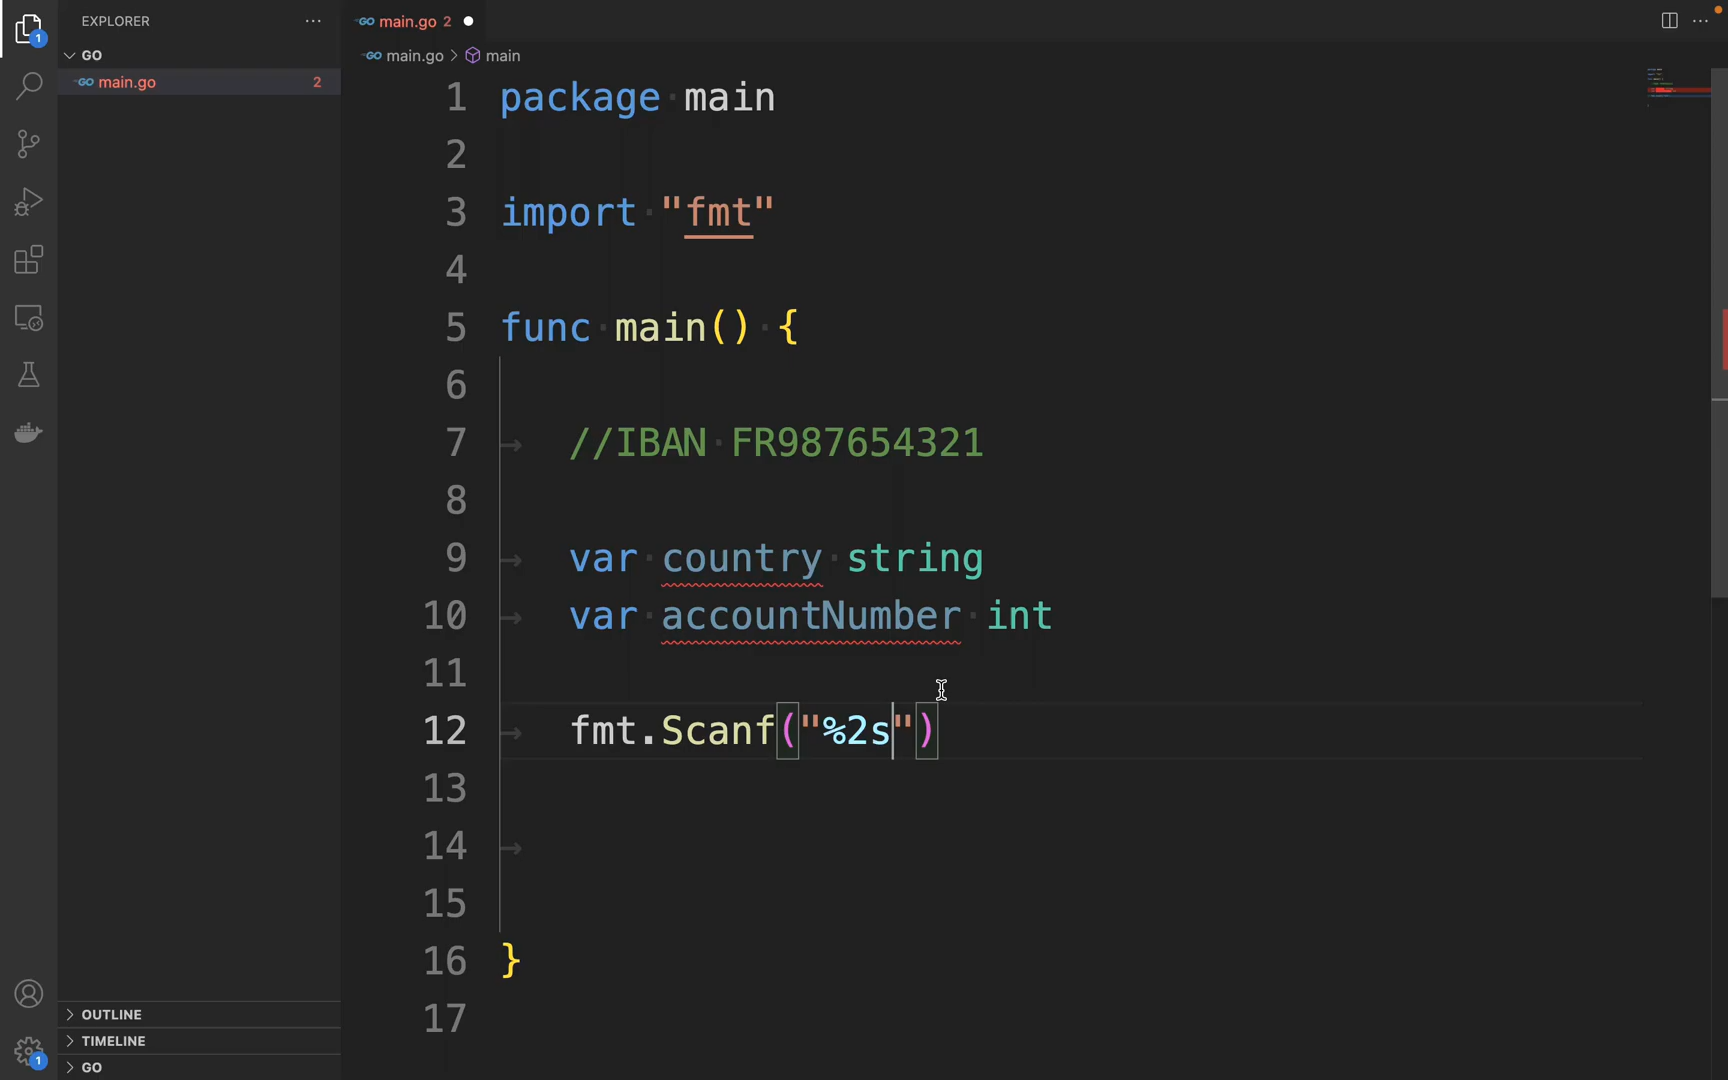 EXPLORER
GO
main.go 2
main.go 2
main.go > main
1 package main
2
3 import "fmt"
4
5 func main() {
6
7 //IBAN FR987654321
8
9 var country string
10 var accountNumber int
11
12 fmt.Scanf("%2s")
13
14
15
16 }
17
OUTLINE
TIMELINE
GO
1
1